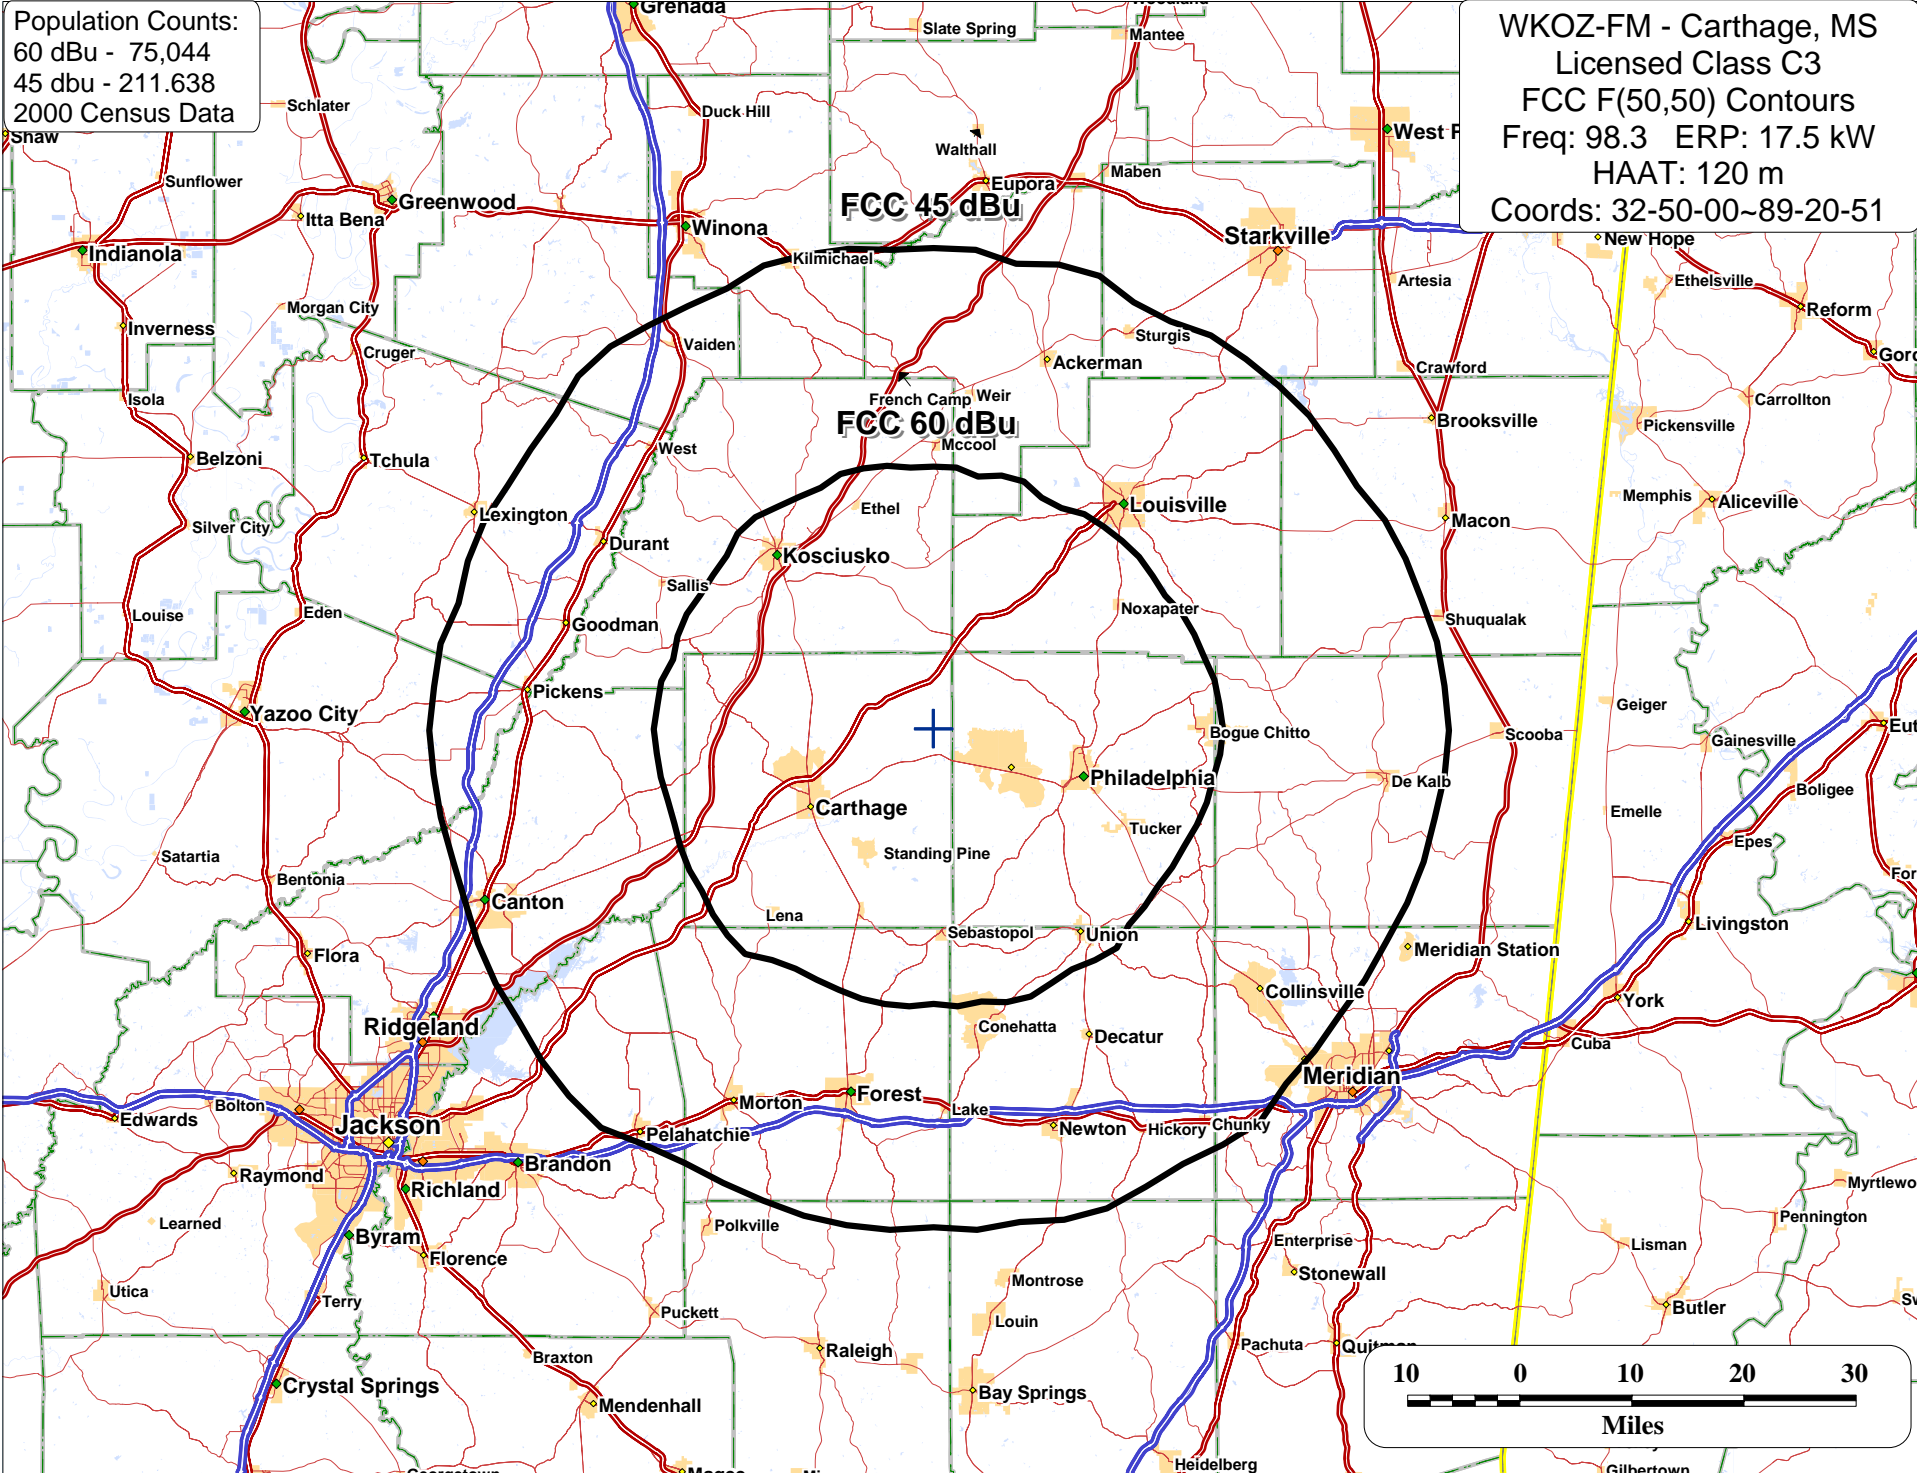 Population Counts:
60 dBu -  75,044
45 dbu - 211.638
2000 Census Data
WKOZ-FM - Carthage, MS
Licensed Class C3
FCC F(50,50) Contours
Freq: 98.3   ERP: 17.5 kW
HAAT: 120 m
Coords: 32-50-00~89-20-51
Grenada
Slate Spring
Mantee
Schlater
Duck Hill
Shaw
West P
Walthall
Maben
Sunflower
Eupora
Greenwood
FCC 45 dBu
Itta Bena
Winona
Starkville
New Hope
Indianola
Kilmichael
Artesia
Ethelsville
Morgan City
Reform
Inverness
Sturgis
Vaiden
Cruger
Ackerman
Gord
Crawford
Isola
French Camp
Weir
Carrollton
FCC 60 dBu
Brooksville
Pickensville
Mccool
West
Belzoni
Tchula
Memphis
Aliceville
Ethel
Louisville
Lexington
Macon
Silver City
Durant
Kosciusko
Sallis
Noxapater
Louise
Eden
Goodman
Shuqualak
Pickens
Geiger
Yazoo City
Bogue Chitto
Scooba
Eut
Gainesville
Philadelphia
De Kalb
Boligee
Carthage
Emelle
Tucker
Epes
Standing Pine
Satartia
Bentonia
For
Canton
Lena
Livingston
Sebastopol
Union
Meridian Station
Flora
Collinsville
York
Ridgeland
Conehatta
Decatur
Cuba
Meridian
Forest
Morton
Bolton
Lake
Edwards
Jackson
Pelahatchie
Newton
Hickory
Chunky
Brandon
Raymond
Richland
Myrtlewo
Learned
Polkville
Pennington
Byram
Enterprise
Lisman
Florence
Stonewall
Montrose
Utica
Terry
Puckett
Butler
Louin
Pachuta
Quitman
Raleigh
Braxton
10 0 10 20 30
Miles
Crystal Springs
Bay Springs
Mendenhall
Heidelberg
Gilbertown